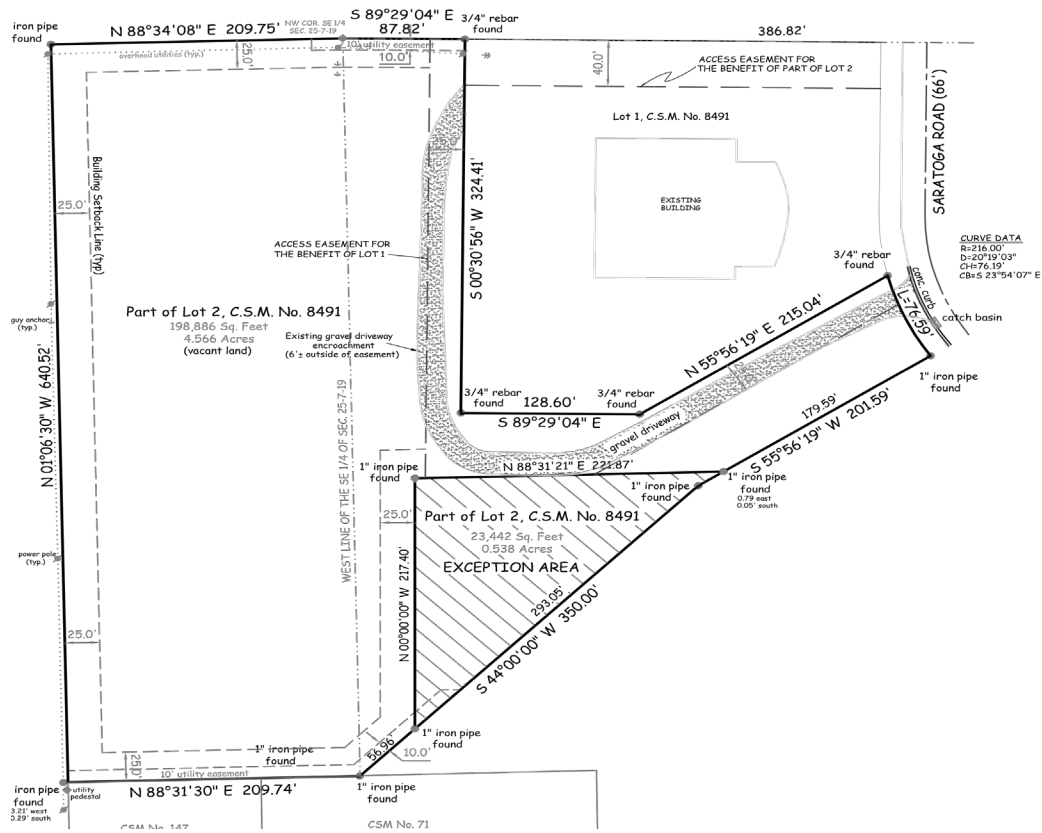 iron pipe
found
N 88°34'08" E 209.75'
NW COR. SE 1/4
SEC. 25-7-19
S 89°29'04" E
87.82'
3/4" rebar
found
386.82'
overhead utilities (typ.)
25.0'
10' utility easement
10.0'
40.0'
ACCESS EASEMENT FOR
THE BENEFIT OF PART OF LOT 2
SARATOGA ROAD (66')
Lot 1, C.S.M. No. 8491
Building Setback Line (typ)
25.0'
S 00°30'56" W 324.41'
EXISTING
BUILDING
ACCESS EASEMENT FOR
THE BENEFIT OF LOT 1
CURVE DATA
R=216.00'
D=20°19'03"
CH=76.19'
CB=S 23°54'07" E
3/4" rebar
found
conc. curb
L=76.59'
catch basin
guy anchor
(typ.)
Part of Lot 2, C.S.M. No. 8491
198,886 Sq. Feet
4.566 Acres
(vacant land)
Existing gravel driveway
encroachment
(6'± outside of easement)
N 55°56'19" E 215.04'
1" iron pipe
found
N 01°06'30" W 640.52'
WEST LINE OF THE SE 1/4 OF SEC. 25-7-19
3/4" rebar
found
128.60'
3/4" rebar
found
S 89°29'04" E
179.59'
S 55°56'19" W 201.59'
gravel driveway
N 88°31'21" E 221.87'
1" iron pipe
found
1" iron pipe
found
1" iron pipe
found
0.79 east
0.05' south
25.0'
Part of Lot 2, C.S.M. No. 8491
23,442 Sq. Feet
0.538 Acres
EXCEPTION AREA
power pole
(typ.)
N 00°00'00" W 217.40'
293.05'
S 44°00'00" W 350.00'
25.0'
1" iron pipe
found
1" iron pipe
found
56.96'
10.0'
25.0'
10' utility easement
iron pipe
found
3.21' west
0.29' south
utility
pedestal
N 88°31'30" E 209.74'
1" iron pipe
found
CSM No. 147
CSM No. 71